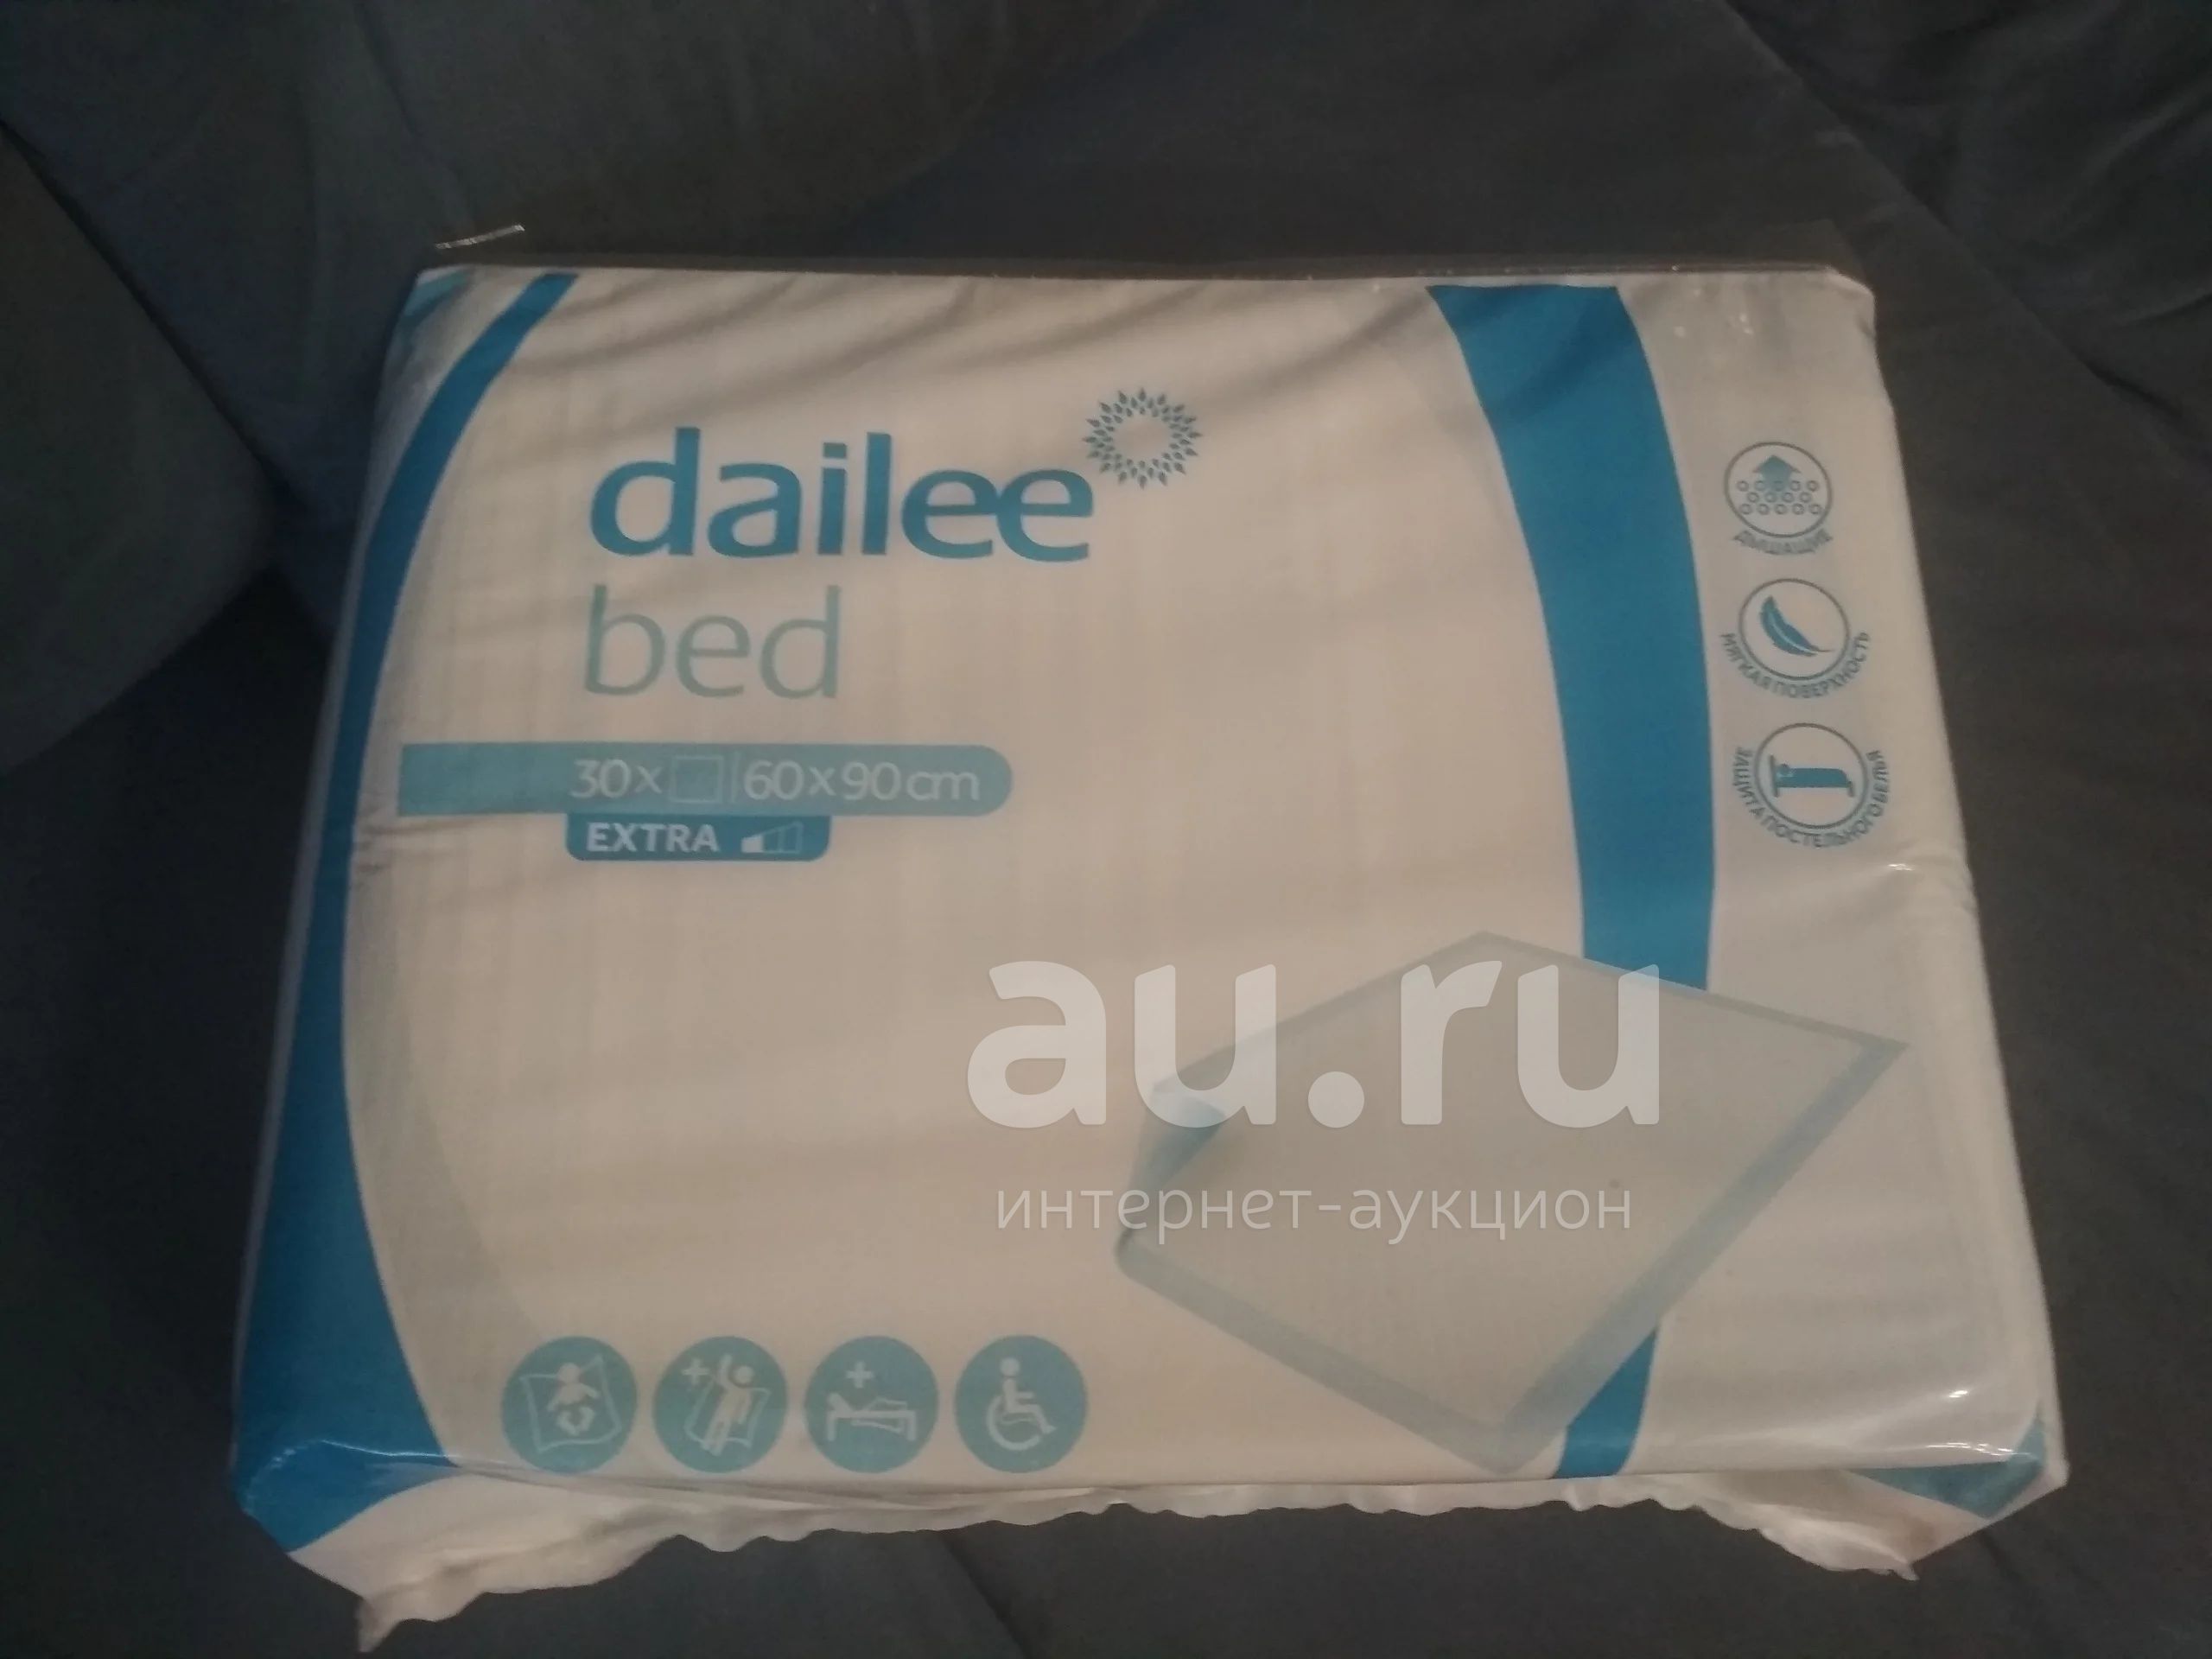 dailee
bed
30x 60x90cm
EXTRA
ДЫШАЩИЕ
МЯГКАЯ ПОВЕРХНОСТЬ
ЗАЩИТА ПОСТЕЛЬНОГО БЕЛЬЯ
au.ru
интернет-аукцион